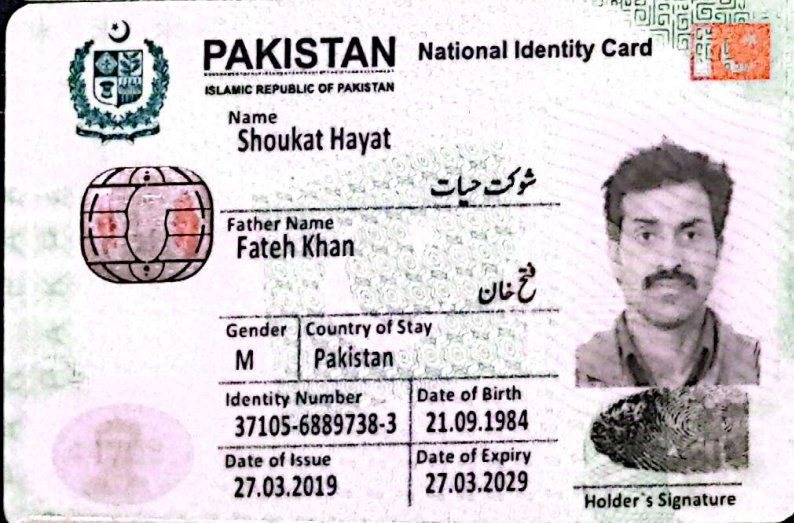 PAKISTAN National Identity Card
ISLAMIC REPUBLIC OF PAKISTAN
Name
Shoukat Hayat
شوکت حیات
Father Name
Fateh Khan
فتح خان
Gender Country of Stay
M Pakistan
Identity Number Date of Birth
37105-6889738-3 21.09.1984
Date of Issue Date of Expiry
27.03.2019 27.03.2029
Holder`s Signature